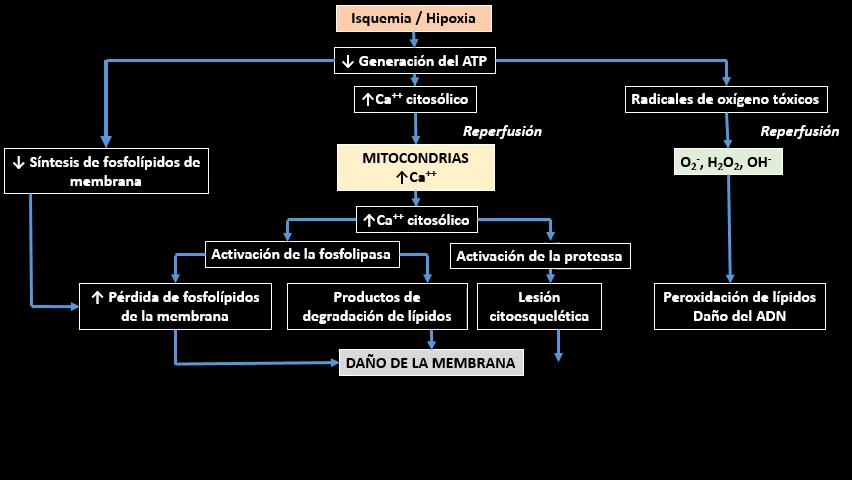 Isquemia / Hipoxia
↓ Generación del ATP
↑Ca⁺⁺ citosólico
Radicales de oxígeno tóxicos
Reperfusión
Reperfusión
↓ Síntesis de fosfolípidos de
membrana
MITOCONDRIAS
↑Ca⁺⁺
O₂⁻, H₂O₂, OH⁻
↑Ca⁺⁺ citosólico
Activación de la fosfolipasa
Activación de la proteasa
↑ Pérdida de fosfolípidos
de la membrana
Productos de
degradación de lípidos
Lesión
citoesquelética
Peroxidación de lípidos
Daño del ADN
DAÑO DE LA MEMBRANA